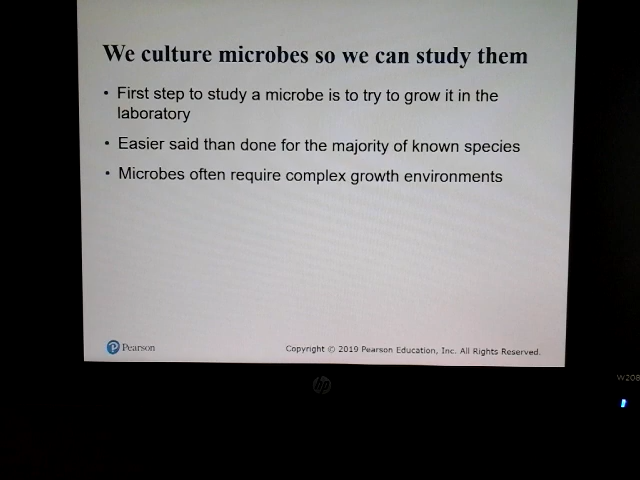 We culture microbes so we can study them
• First step to study a microbe is to try to grow it in the
laboratory
• Easier said than done for the majority of known species
• Microbes often require complex growth environments
P Pearson
Copyright © 2019 Pearson Education, Inc. All Rights Reserved.
hp
W208